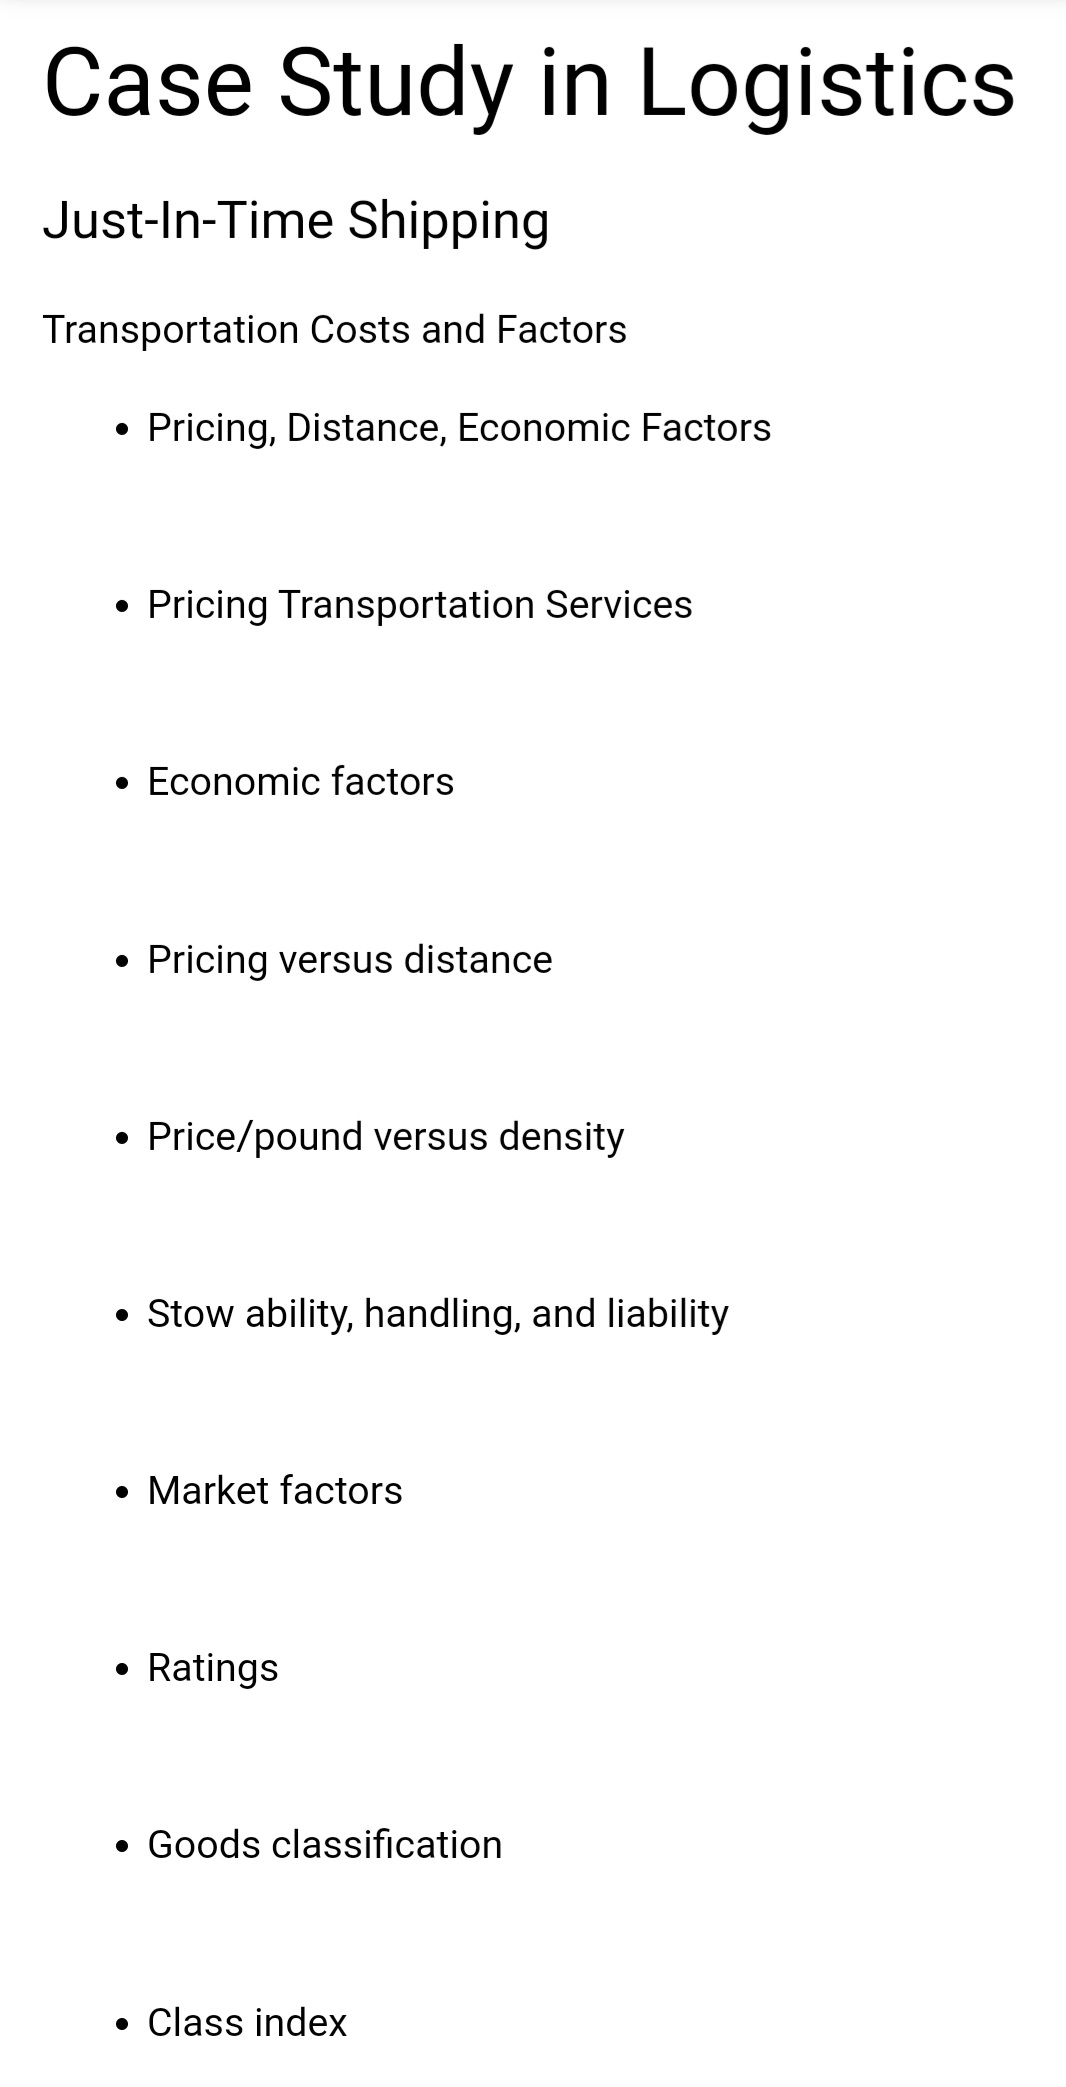 Case Study in Logistics
Just-In-Time Shipping
Transportation Costs and Factors
• Pricing, Distance, Economic Factors
• Pricing Transportation Services
• Economic factors
• Pricing versus distance
• Price/pound versus density
• Stow ability, handling, and liability
• Market factors
• Ratings
• Goods classification
• Class index